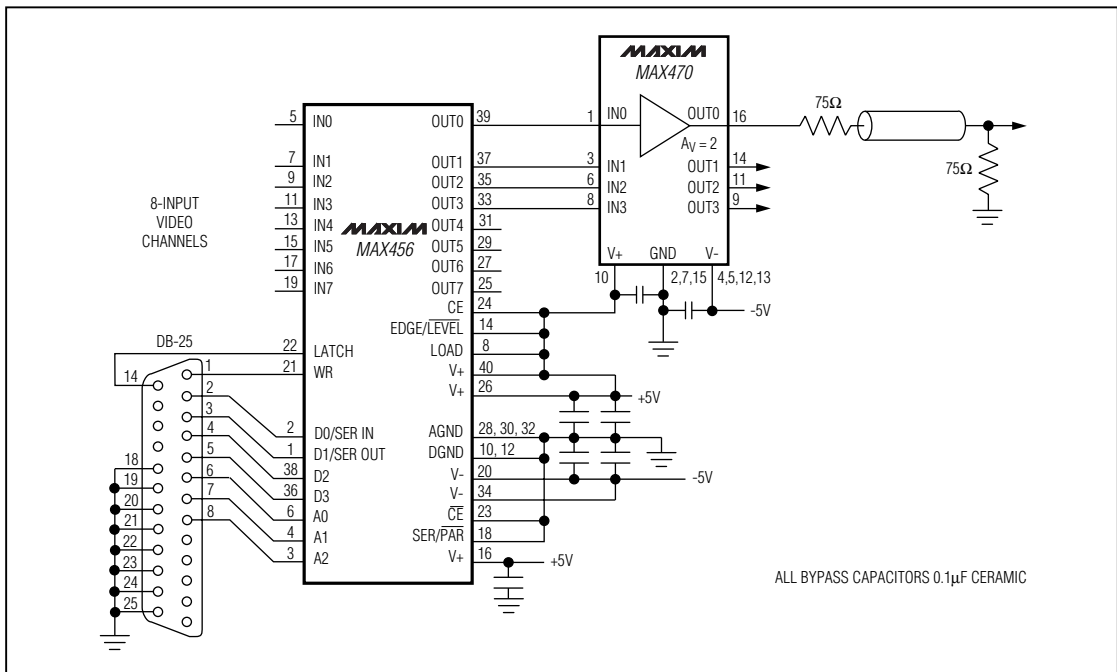 MAXIM
MAX470
5 IN0 OUT0 39
1 IN0 OUT0 16
AV = 2
75Ω
75Ω
7 IN1 OUT1 37
3 IN1 OUT1 14
9 IN2 OUT2 35
6 IN2 OUT2 11
11 IN3 OUT3 33
8 IN3 OUT3 9
8-INPUT
VIDEO
CHANNELS
MAXIM
MAX456
13 IN4 OUT4 31
15 IN5 OUT5 29
17 IN6 OUT6 27
19 IN7 OUT7 25
V+ GND V-
10 2,7,15 4,5,12,13
-5V
CE 24
EDGE/LEVEL 14
DB-25
22 LATCH LOAD 8
21 WR V+ 40
V+ 26
+5V
2 D0/SER IN AGND 28, 30, 32
1 D1/SER OUT DGND 10, 12
38 D2 V- 20
-5V
36 D3 V- 34
6 A0 CE 23
4 A1 SER/PAR 18
3 A2 V+ 16
+5V
14
1
2
3
4
5
6
7
8
18
19
20
21
22
23
24
25
ALL BYPASS CAPACITORS 0.1µF CERAMIC